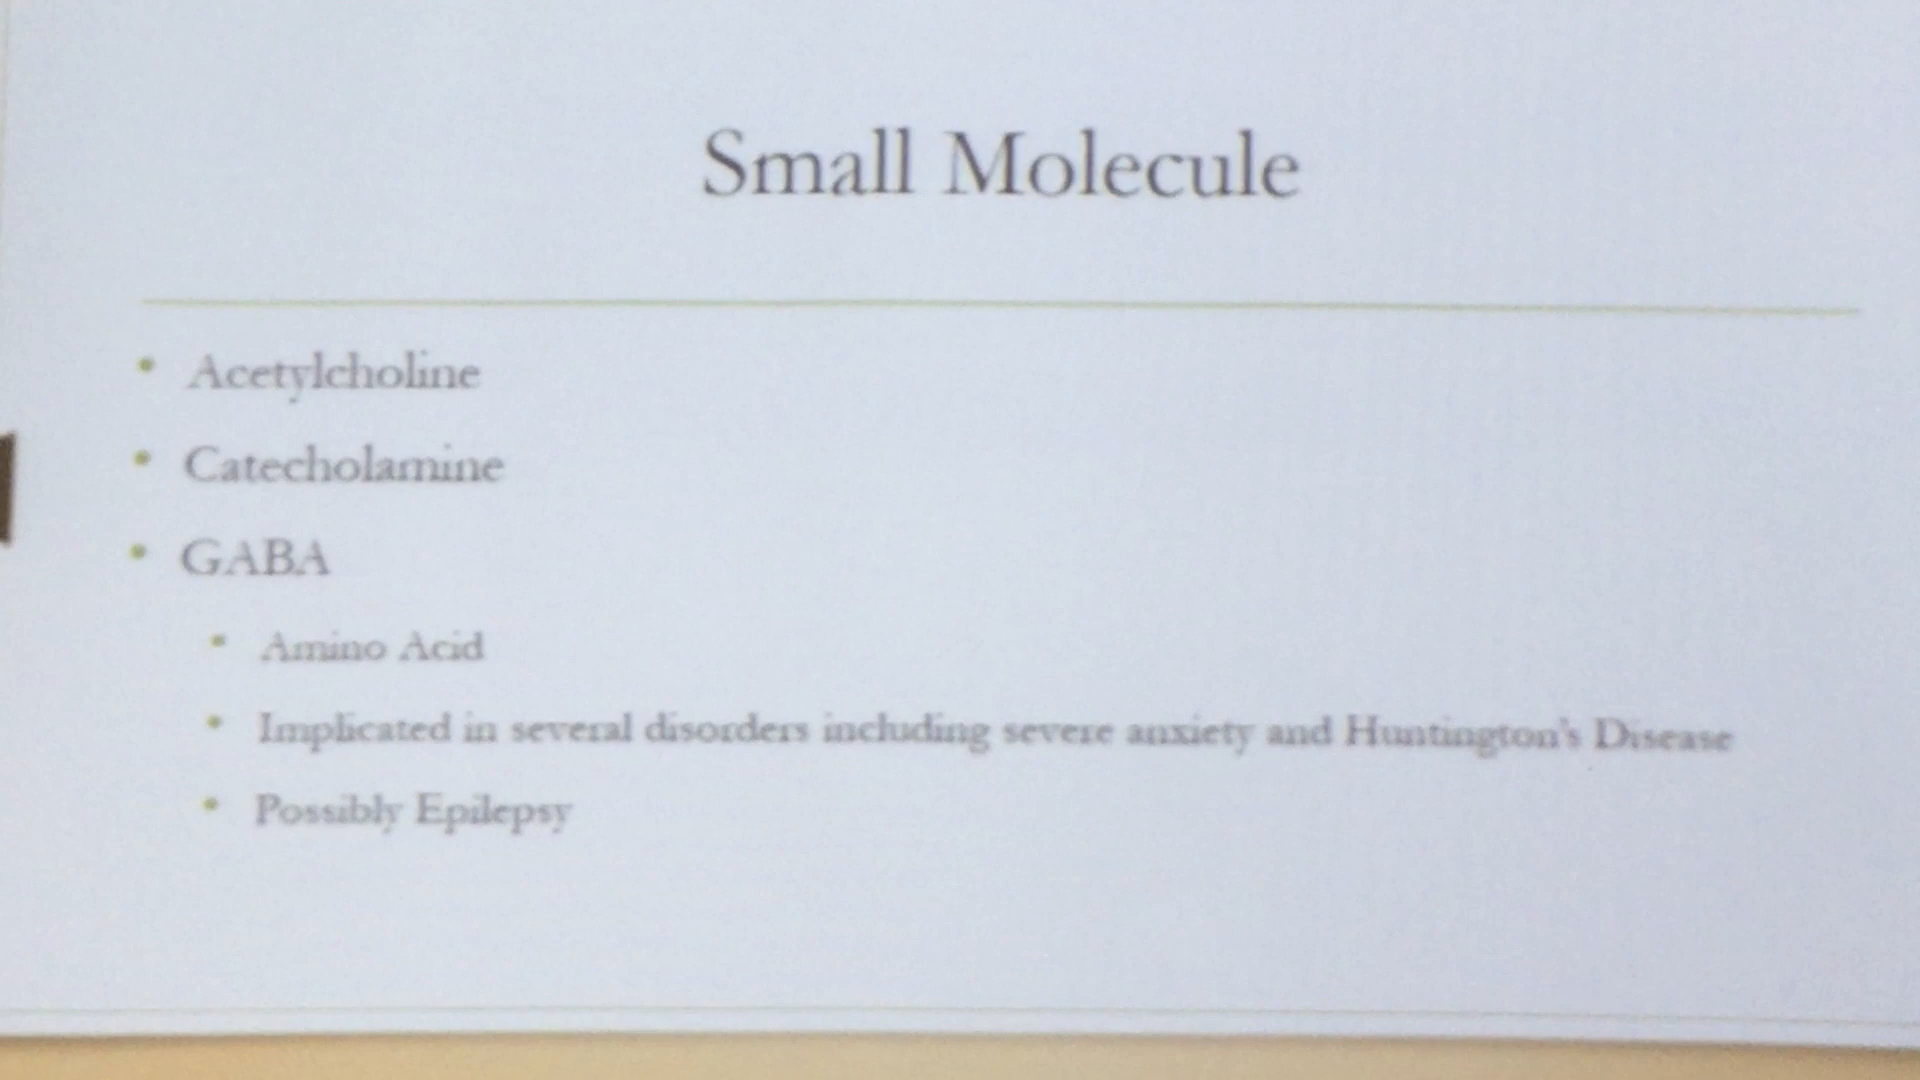 Small Molecule
• Acetylcholine
• Catecholamine
• GABA
• Amino Acid
• Implicated in several disorders including severe anxiety and Huntington's Disease
• Possibly Epilepsy